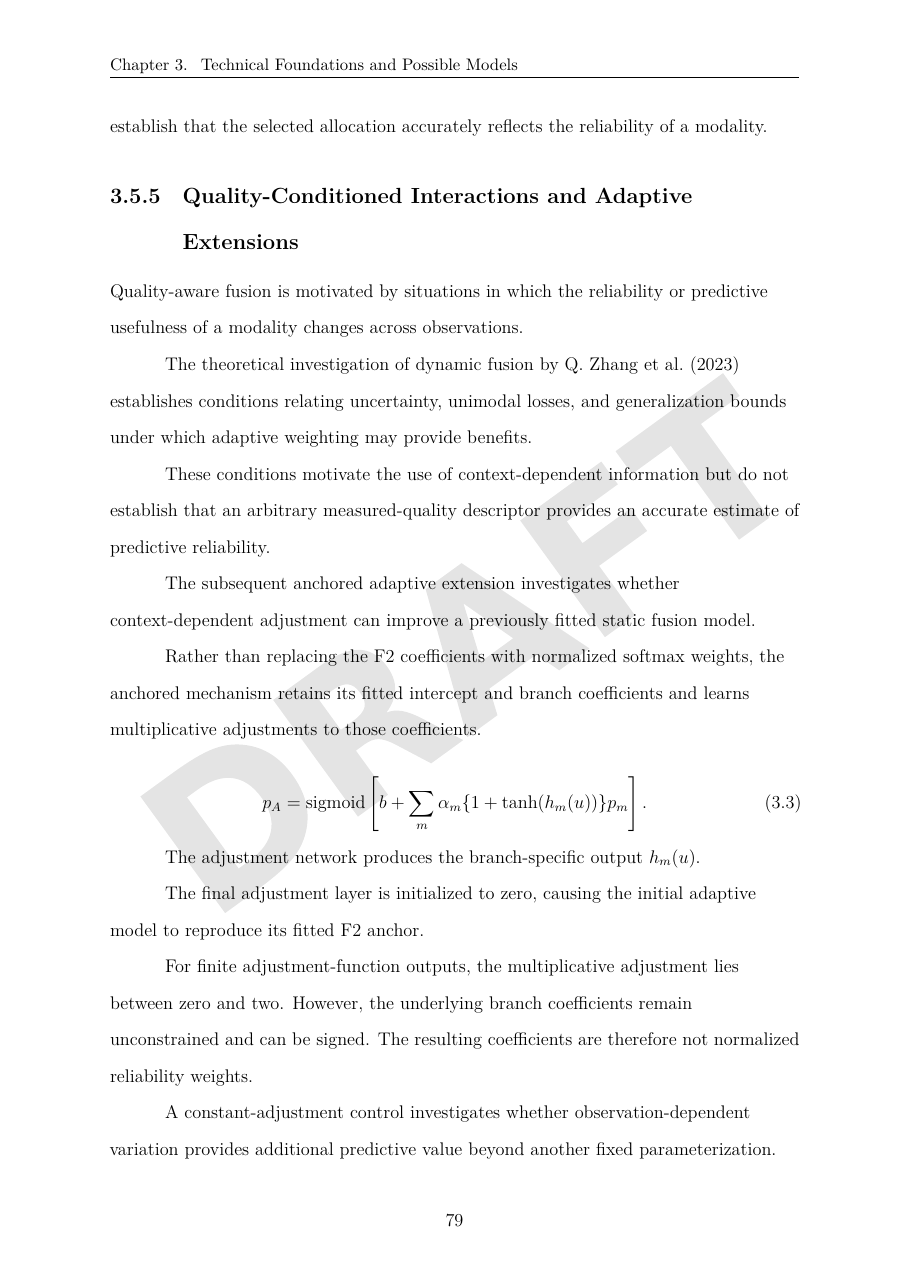 Chapter 3. Technical Foundations and Possible Models
establish that the selected allocation accurately reflects the reliability of a modality.
3.5.5 Quality-Conditioned Interactions and Adaptive
Extensions
Quality-aware fusion is motivated by situations in which the reliability or predictive
usefulness of a modality changes across observations.
The theoretical investigation of dynamic fusion by Q. Zhang et al. (2023)
establishes conditions relating uncertainty, unimodal losses, and generalization bounds
under which adaptive weighting may provide benefits.
These conditions motivate the use of context-dependent information but do not
establish that an arbitrary measured-quality descriptor provides an accurate estimate of
predictive reliability.
The subsequent anchored adaptive extension investigates whether
context-dependent adjustment can improve a previously fitted static fusion model.
Rather than replacing the F2 coefficients with normalized softmax weights, the
anchored mechanism retains its fitted intercept and branch coefficients and learns
multiplicative adjustments to those coefficients.
p_A = sigmoid [b + ∑_m α_m{1 + tanh(h_m(u))}p_m] . (3.3)
The adjustment network produces the branch-specific output h_m(u).
The final adjustment layer is initialized to zero, causing the initial adaptive
model to reproduce its fitted F2 anchor.
For finite adjustment-function outputs, the multiplicative adjustment lies
between zero and two. However, the underlying branch coefficients remain
unconstrained and can be signed. The resulting coefficients are therefore not normalized
reliability weights.
A constant-adjustment control investigates whether observation-dependent
variation provides additional predictive value beyond another fixed parameterization.
79
DRAFT